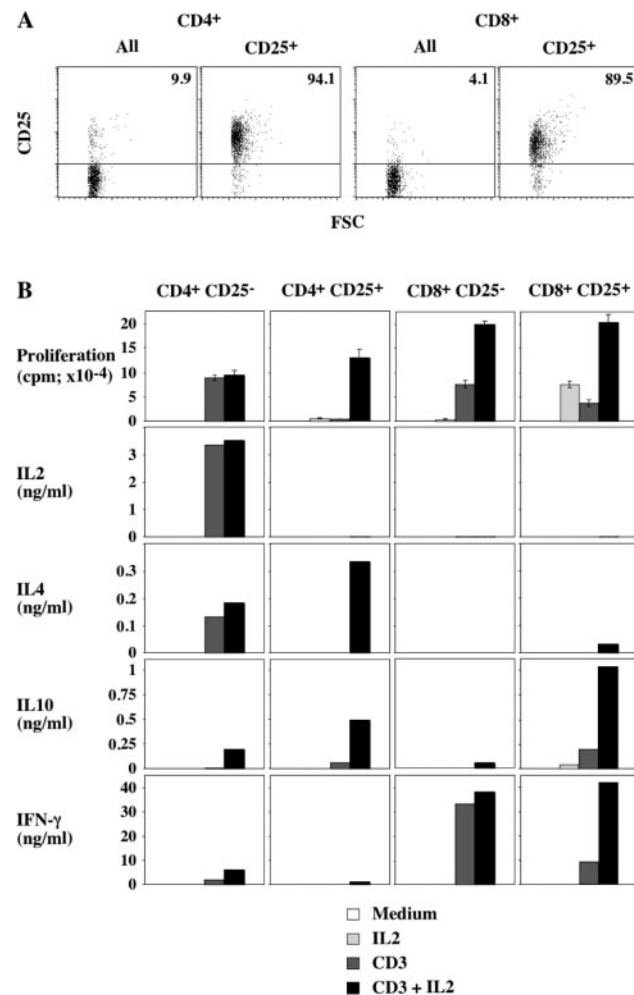 A
CD4+ CD8+
All CD25+ All CD25+
9.9 94.1 4.1 89.5
CD25
FSC
B
CD4+ CD25- CD4+ CD25+ CD8+ CD25- CD8+ CD25+
Proliferation
(cpm; x10-4)
20
15
10
5
0
IL2
(ng/ml)
3
2
1
0
IL4
(ng/ml)
0.3
0.2
0.1
0
IL10
(ng/ml)
1
0.75
0.5
0.25
0
IFN-γ
(ng/ml)
40
30
20
10
0
Medium
IL2
CD3
CD3 + IL2